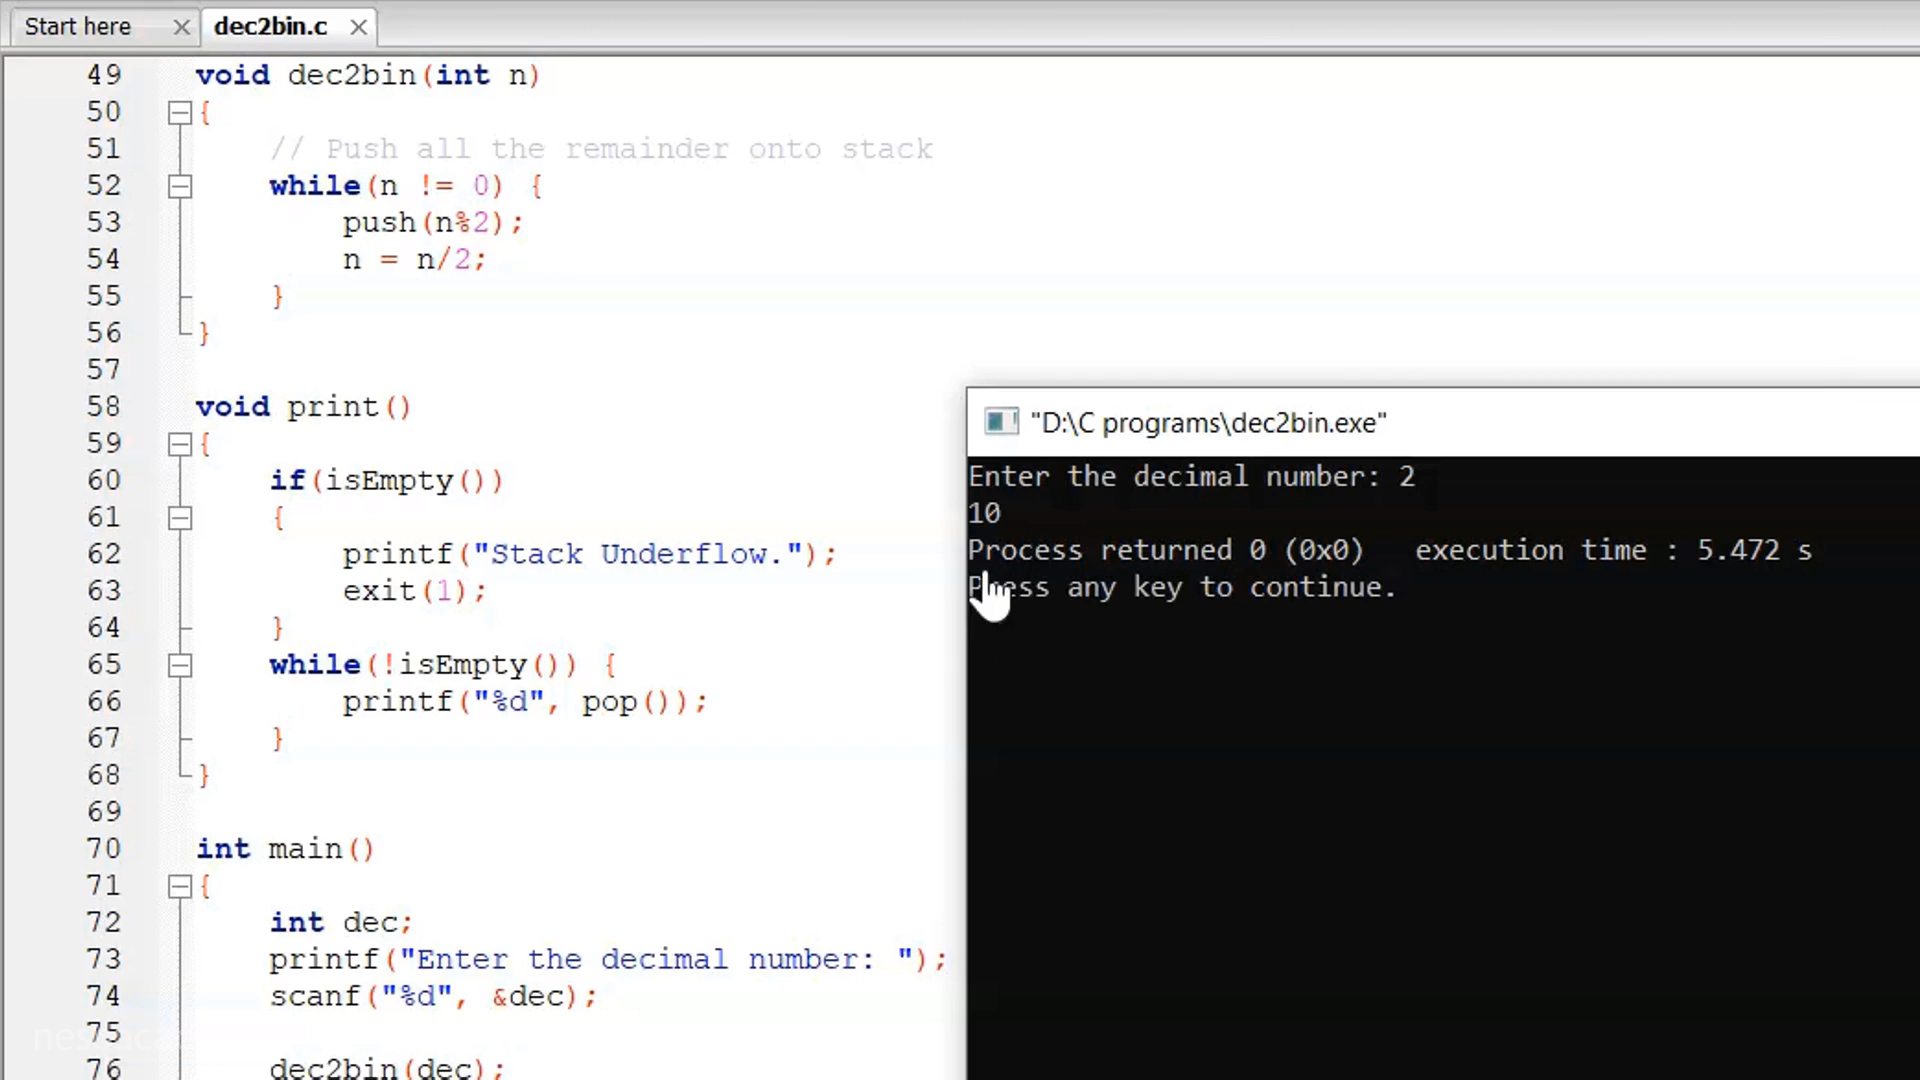 Start here
dec2bin.c
49 void dec2bin(int n)
50 {
51 // Push all the remainder onto stack
52 while(n != 0) {
53 push(n%2);
54 n = n/2;
55 }
56 }
57
58 void print()
59 {
60 if(isEmpty())
61 {
62 printf("Stack Underflow.");
63 exit(1);
64 }
65 while(!isEmpty()) {
66 printf("%d", pop());
67 }
68 }
69
70 int main()
71 {
72 int dec;
73 printf("Enter the decimal number: ");
74 scanf("%d", &dec);
75
76 dec2bin(dec);
"D:\C programs\dec2bin.exe"
Enter the decimal number: 2
10
Process returned 0 (0x0) execution time : 5.472 s
Press any key to continue.